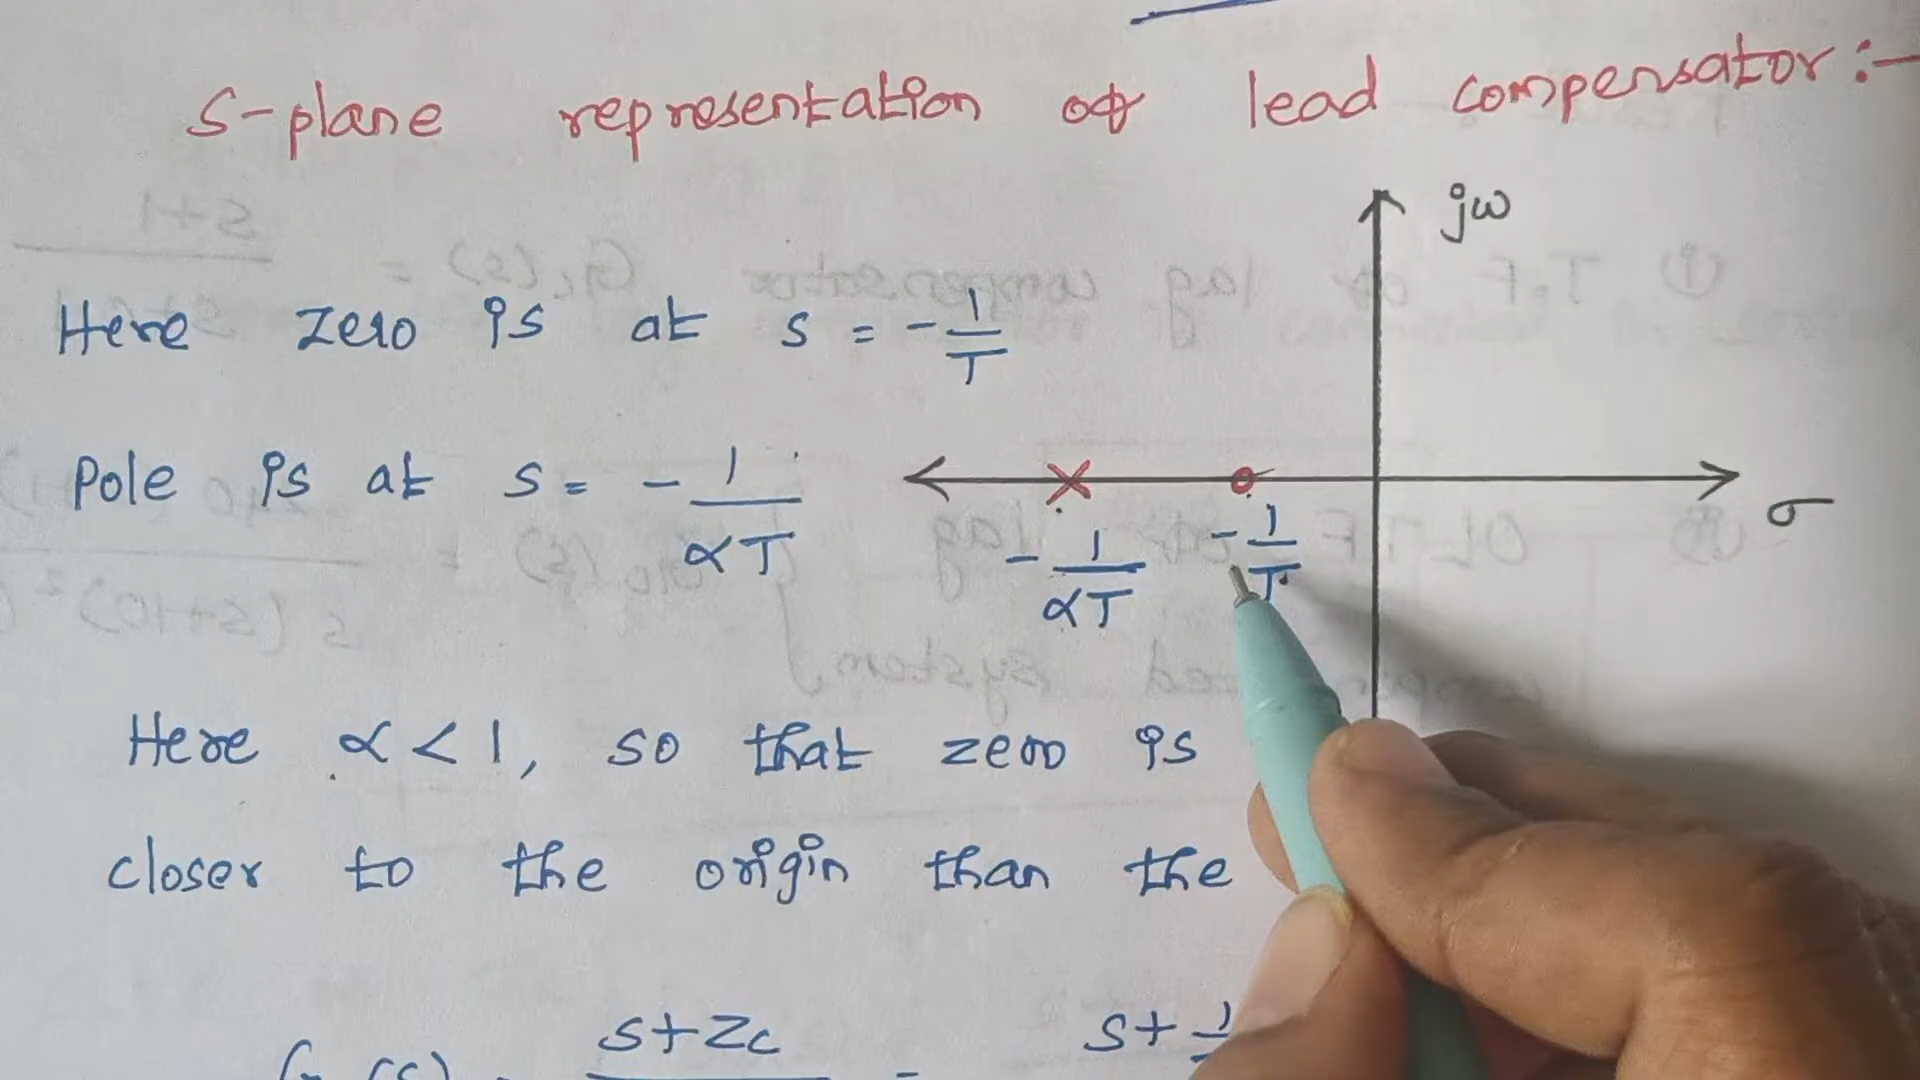 S-plane representation of lead compensator :-
jω
Here zero is at s = -1/T
Pole is at s = -1/αT
σ
-1/αT -1/T
Here α < 1, so that zero is
closer to the origin than the
s+Zc s+1